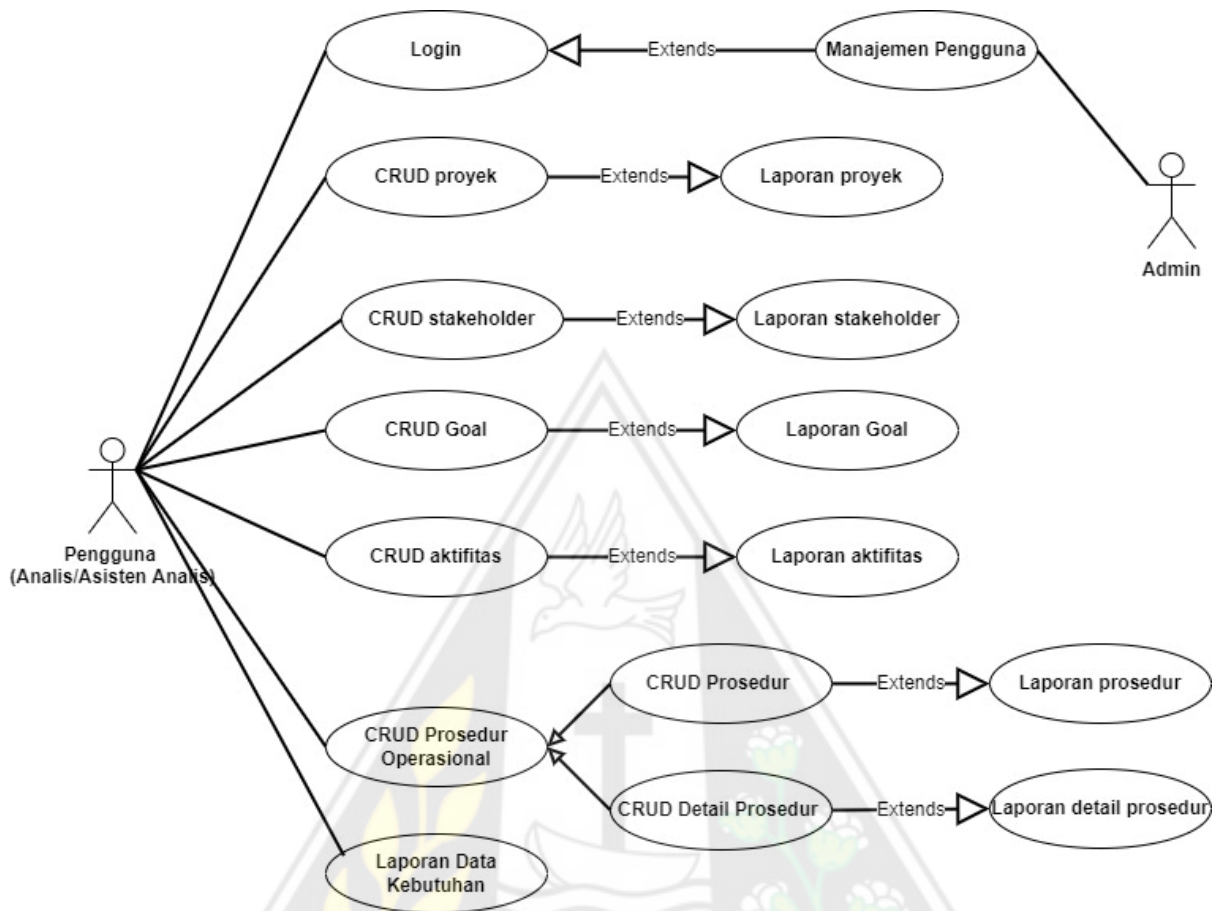 Login
Extends
Manajemen Pengguna
CRUD proyek
Extends
Laporan proyek
Admin
CRUD stakeholder
Extends
Laporan stakeholder
CRUD Goal
Extends
Laporan Goal
Pengguna
(Analis/Asisten Analis)
CRUD aktifitas
Extends
Laporan aktifitas
CRUD Prosedur
Extends
Laporan prosedur
CRUD Prosedur
Operasional
CRUD Detail Prosedur
Extends
Laporan detail prosedur
Laporan Data
Kebutuhan